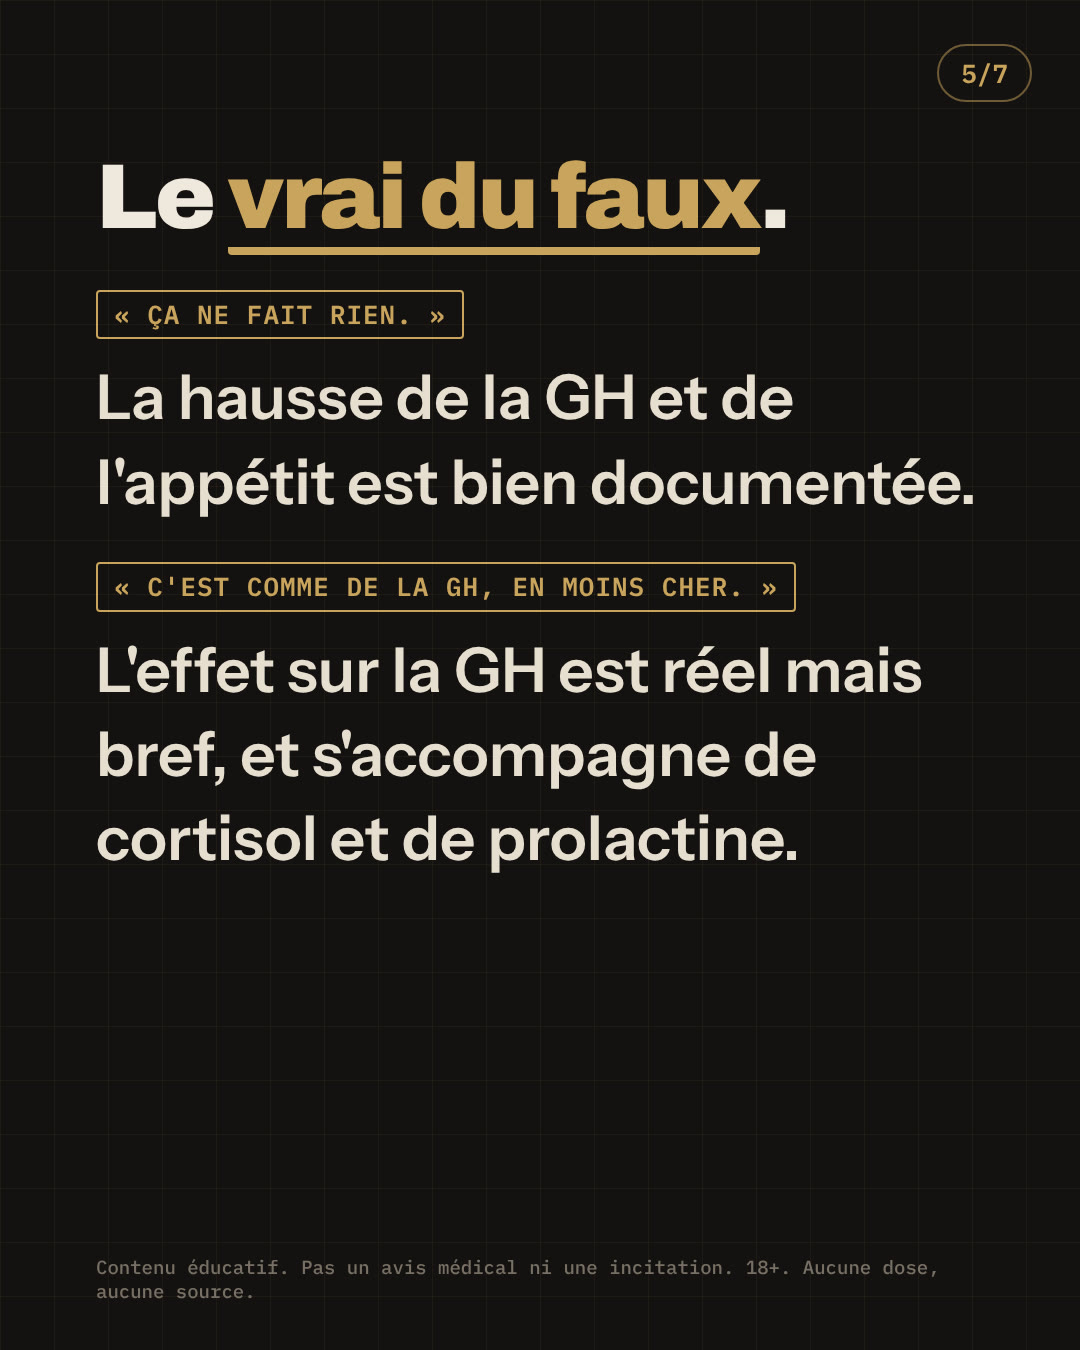 5/7
Le vrai du faux.
« ÇA NE FAIT RIEN. »
La hausse de la GH et de
l'appétit est bien documentée.
« C'EST COMME DE LA GH, EN MOINS CHER. »
L'effet sur la GH est réel mais
bref, et s'accompagne de
cortisol et de prolactine.
Contenu éducatif. Pas un avis médical ni une incitation. 18+. Aucune dose,
aucune source.